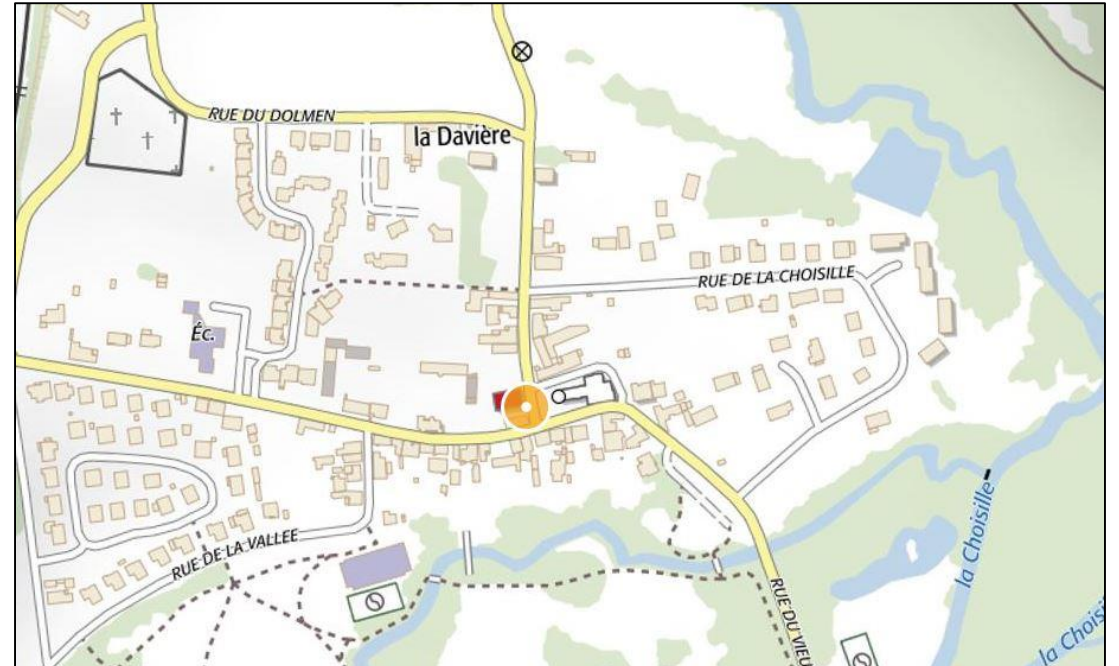 RUE DU DOLMEN
la Davière
RUE DE LA CHOISILLE
Éc.
RUE DE LA VALLEE
la Choisille
RUE DU VIEU
la Choisi